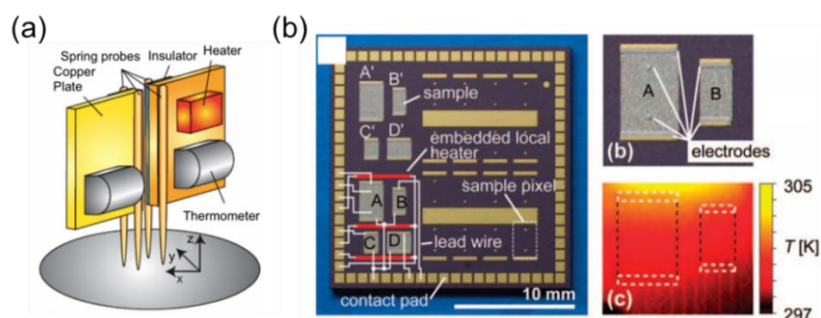 (a)
Spring probes
Copper
Plate
Insulator
Heater
Thermometer
z
y
x
(b)
A'
B'
sample
C'
D'
embedded local
heater
sample pixel
A
B
C
D
lead wire
contact pad
10 mm
A
B
(b)
electrodes
305
T [K]
(c)
297